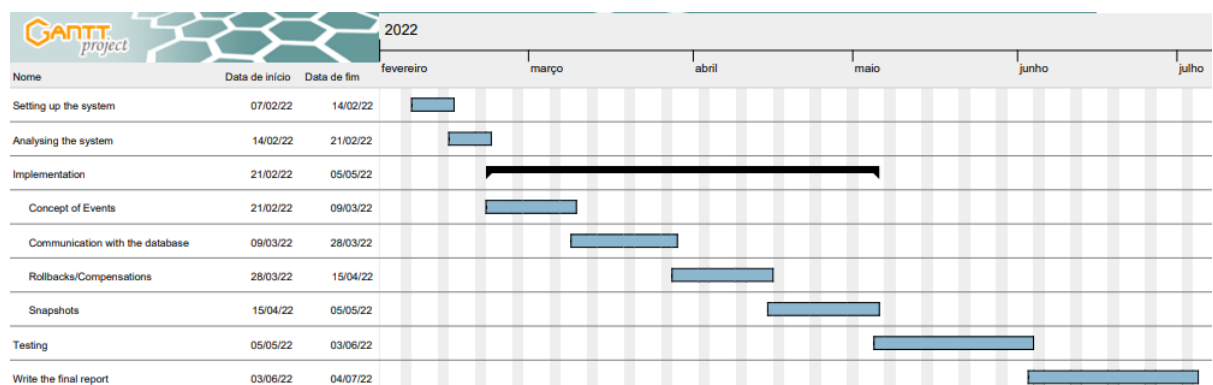 GANTT
project
2022
Nome Data de início Data de fim
fevereiro março abril maio junho julho
Setting up the system 07/02/22 14/02/22
Analysing the system 14/02/22 21/02/22
Implementation 21/02/22 05/05/22
Concept of Events 21/02/22 09/03/22
Communication with the database 09/03/22 28/03/22
Rollbacks/Compensations 28/03/22 15/04/22
Snapshots 15/04/22 05/05/22
Testing 05/05/22 03/06/22
Write the final report 03/06/22 04/07/22